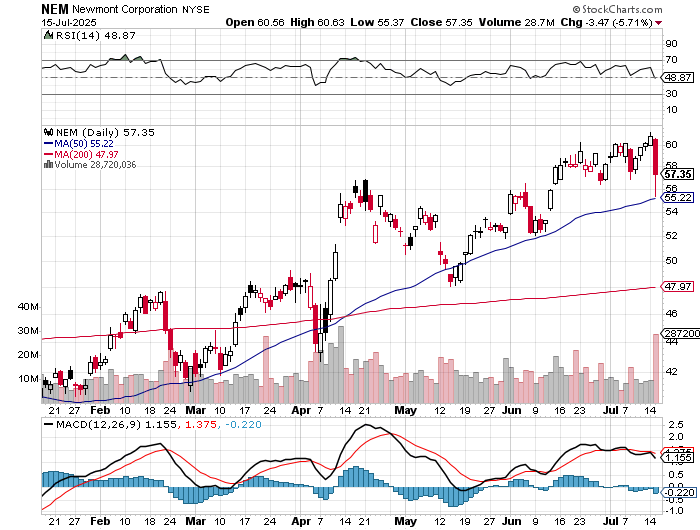 NEM Newmont Corporation NYSE © StockCharts.com
15-Jul-2025 Open 60.56 High 60.63 Low 55.37 Close 57.35 Volume 28.7M Chg -3.47 (-5.71%)
RSI(14) 48.87
90
70
48.87
30
10
NEM (Daily) 57.35
MA(50) 55.22
MA(200) 47.97
Volume 28,720,036
60
58
57.35
56
55.22
54
52
50
47.97
46
44
42
40M
30M
20M
10M
287200
21 27 Feb 10 18 24 Mar 10 17 24 Apr 7 14 21 May 12 19 27 Jun 9 16 23 Jul 7 14
MACD(12,26,9) 1.155, 1.375, -0.220
2.5
2.0
1.155
0.5
-0.220
-0.5
-1.0
21 27 Feb 10 18 24 Mar 10 17 24 Apr 7 14 21 May 12 19 27 Jun 9 16 23 Jul 7 14